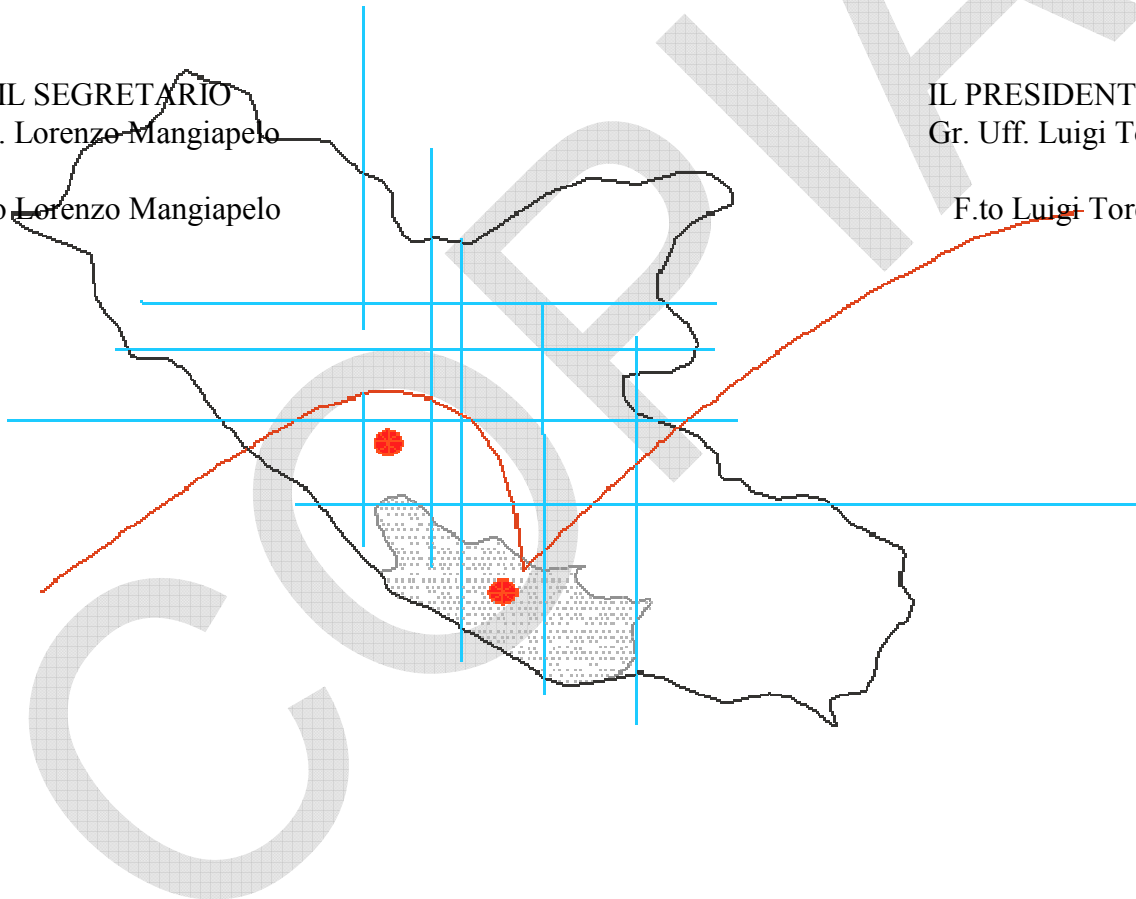 IL SEGRETARIO
. Lorenzo Mangiapelo
Lorenzo Mangiapelo
IL PRESIDENT
Gr. Uff. Luigi
F.to Luigi
COPIA